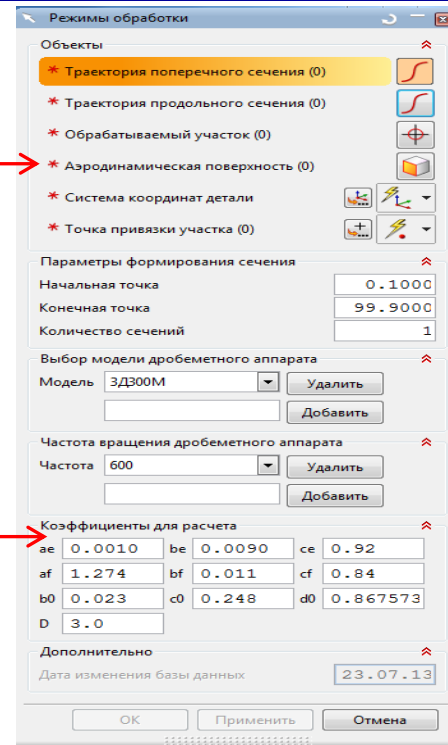 Режимы обработки
Объекты
* Траектория поперечного сечения (0)
* Траектория продольного сечения (0)
* Обрабатываемый участок (0)
* Аэродинамическая поверхность (0)
* Система координат детали
* Точка привязки участка (0)
Параметры формирования сечения
Начальная точка 0.1000
Конечная точка 99.9000
Количество сечений 1
Выбор модели дробеметного аппарата
Модель 3Д300М Удалить
Добавить
Частота вращения дробеметного аппарата
Частота 600 Удалить
Добавить
Коэффициенты для расчета
ae 0.0010 be 0.0090 ce 0.92
af 1.274 bf 0.011 cf 0.84
b0 0.023 c0 0.248 d0 0.867573
D 3.0
Дополнительно
Дата изменения базы данных 23.07.13
ОК Применить Отмена